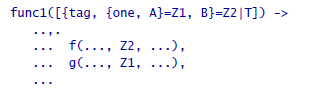 func1([{tag, {one, A}=Z1, B}=Z2|T]) ->
..,.
... f(..., Z2, ...),
... g(..., Z1, ...),
...